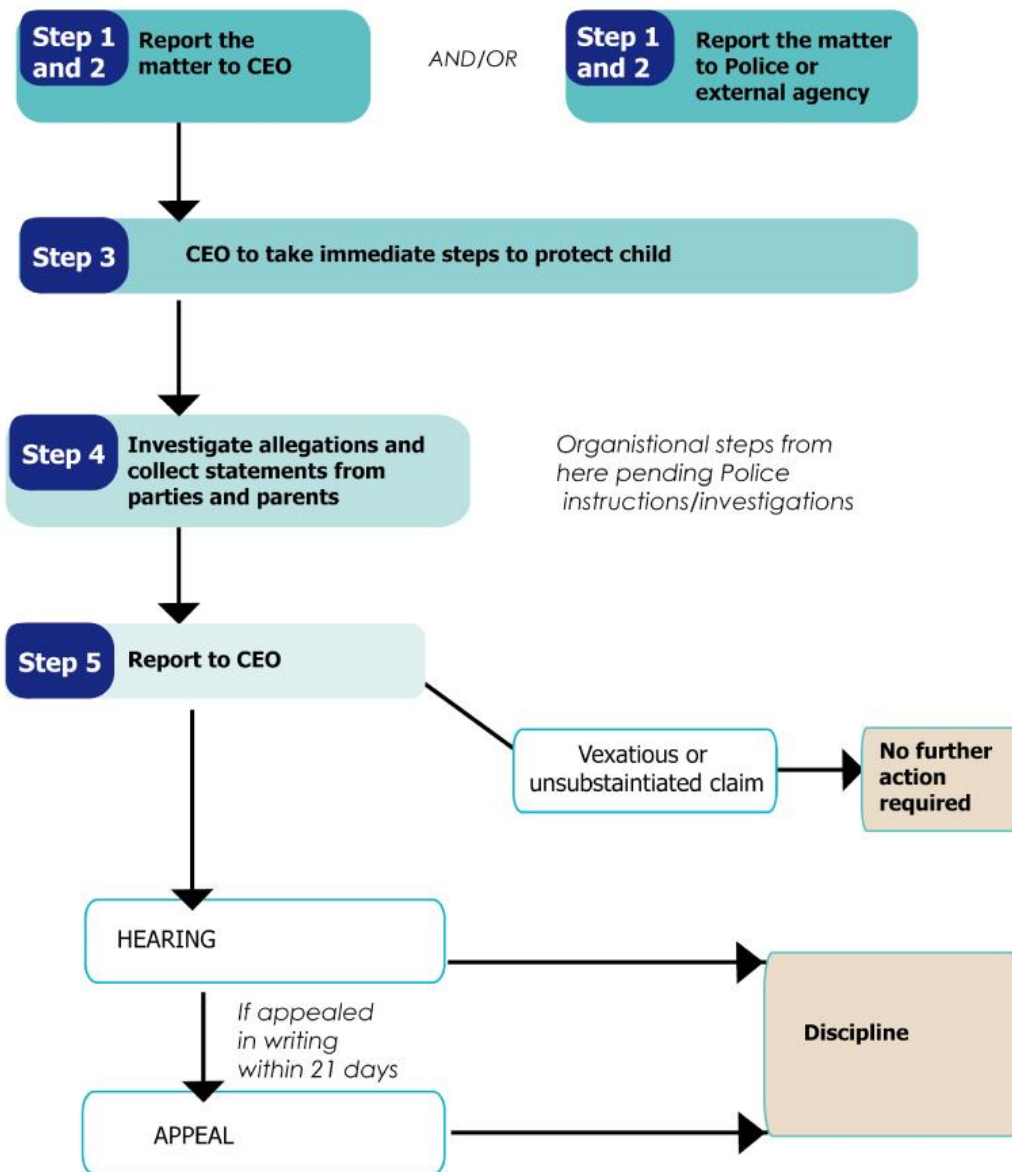 Step 1
and 2
Report the
matter to CEO
AND/OR
Step 1
and 2
Report the matter
to Police or
external agency
Step 3
CEO to take immediate steps to protect child
Step 4
Investigate allegations and
collect statements from
parties and parents
Organistional steps from
here pending Police
instructions/investigations
Step 5
Report to CEO
Vexatious or
unsubstaintiated claim
No further
action
required
HEARING
If appealed
in writing
within 21 days
Discipline
APPEAL